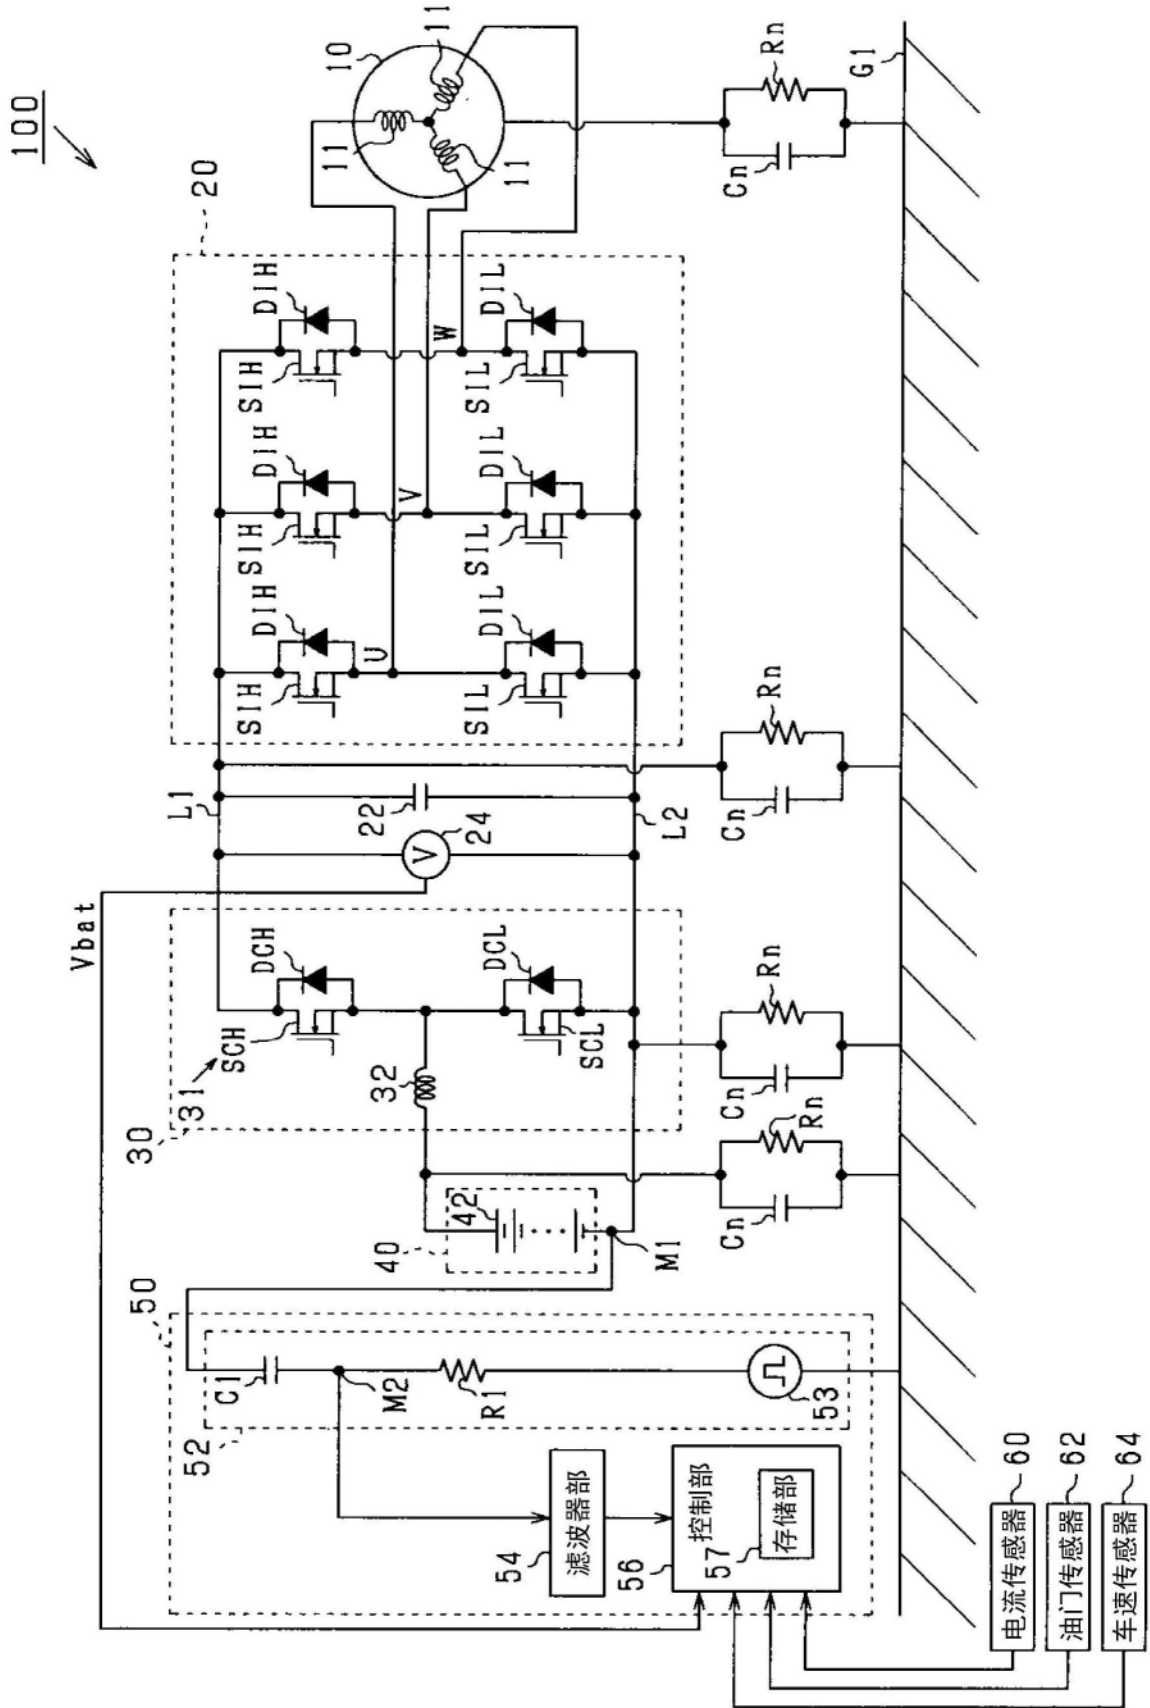 100
Vbat
50
30
20
L1
52
31
C1
SCH
SIH
SIH
SIH
DCH
DIH
DIH
DIH
11
10
11
U
22
32
40
M2
V
W
V
42
24
SIL
SIL
SIL
DCL
DIL
DIL
DIL
R1
11
54
滤波器部
SCL
56
M1
L2
控制部
57
存储部
Cn
Cn
Cn
Cn
Rn
Rn
Rn
Rn
53
G1
电流传感器
60
油门传感器
62
车速传感器
64